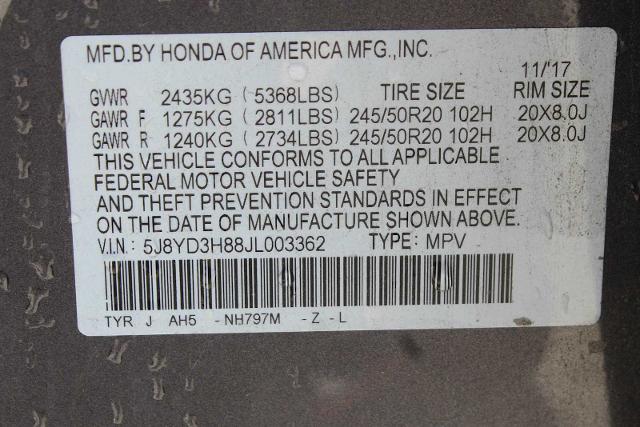 MFD.BY HONDA OF AMERICA MFG.,INC.
11/'17
GVWR 2435KG (5368LBS) TIRE SIZE RIM SIZE
GAWR F 1275KG (2811LBS) 245/50R20 102H 20X8.0J
GAWR R 1240KG (2734LBS) 245/50R20 102H 20X8.0J
THIS VEHICLE CONFORMS TO ALL APPLICABLE
FEDERAL MOTOR VEHICLE SAFETY
AND THEFT PREVENTION STANDARDS IN EFFECT
ON THE DATE OF MANUFACTURE SHOWN ABOVE.
V.I.N: 5J8YD3H88JL003362 TYPE: MPV
TYR J AH5 -NH797M -Z -L